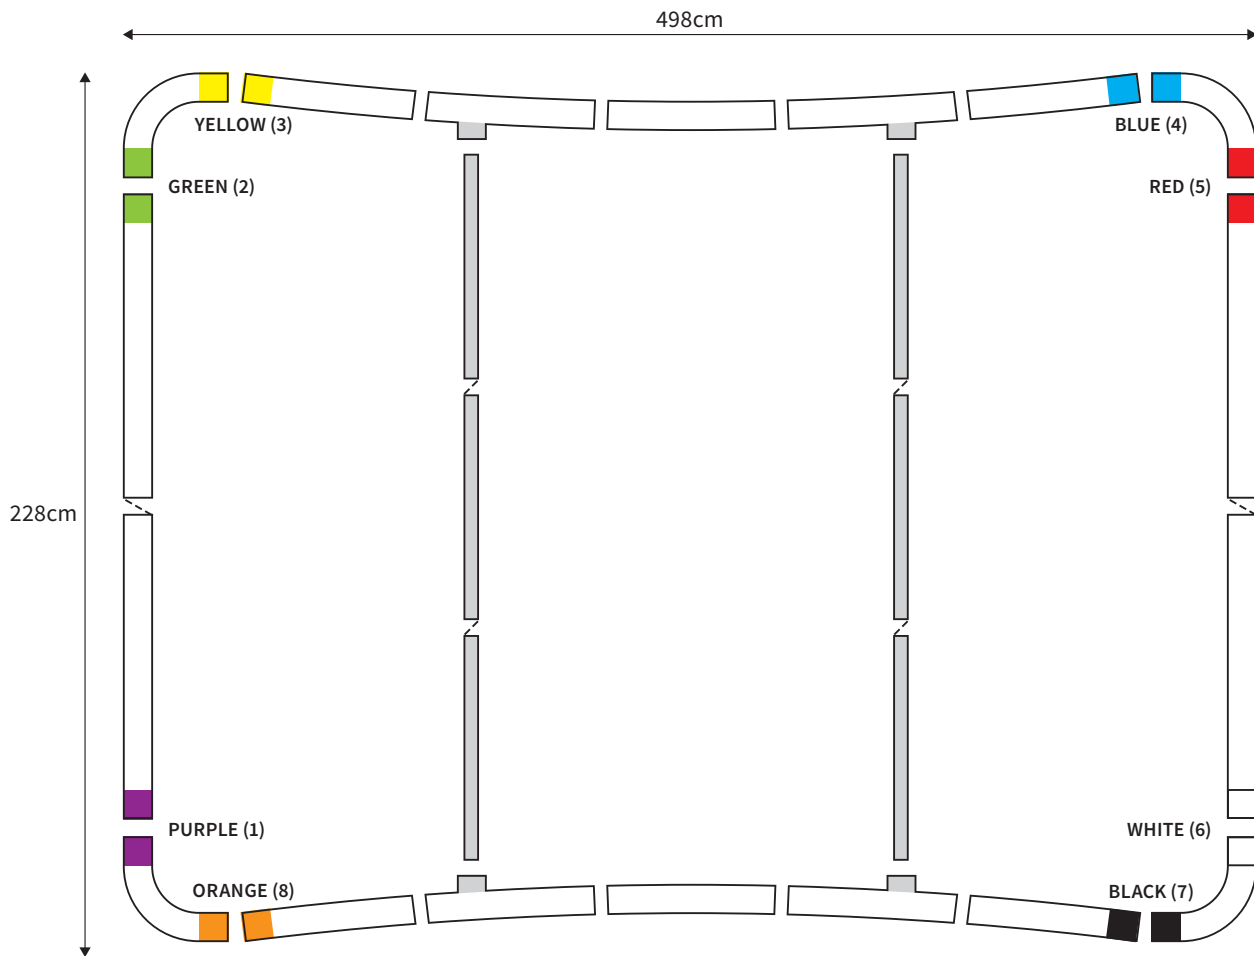 498cm
YELLOW (3)
BLUE (4)
GREEN (2)
RED (5)
228cm
PURPLE (1)
WHITE (6)
ORANGE (8)
BLACK (7)